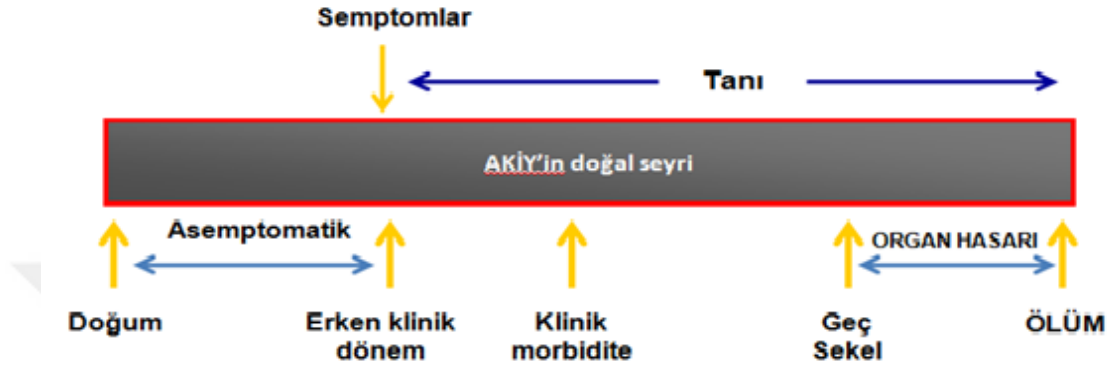 Semptomlar
Tanı
AKİY'in doğal seyri
Asemptomatik
ORGAN HASARI
Doğum
Erken klinik
dönem
Klinik
morbidite
Geç
Sekel
ÖLÜM